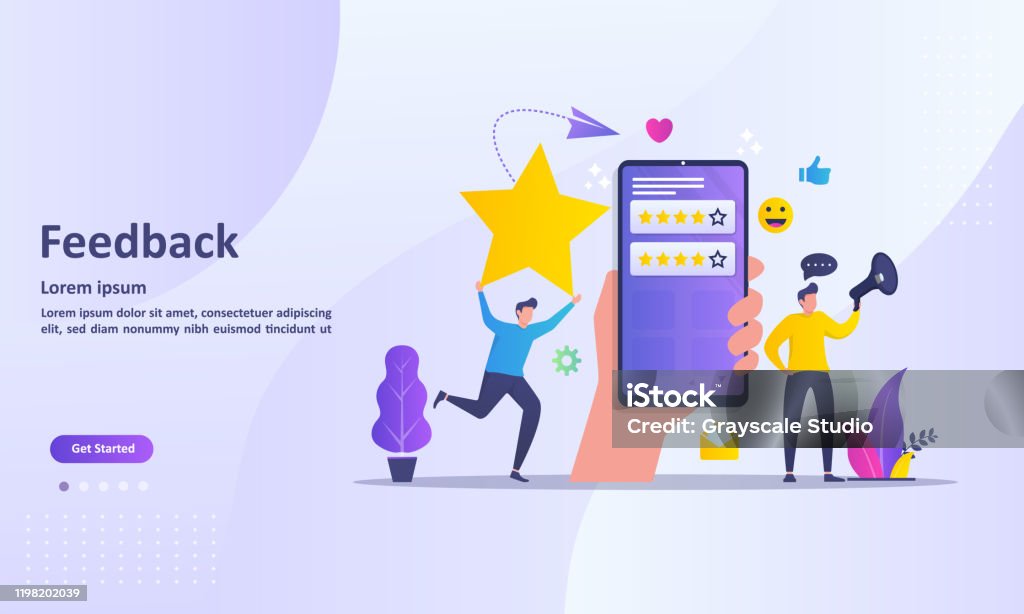 Feedback
Lorem ipsum
Lorem ipsum dolor sit amet, consectetuer adipiscing
elit, sed diam nonummy nibh euismod tincidunt ut
Get Started
iStock
Credit: Grayscale Studio
1198202039